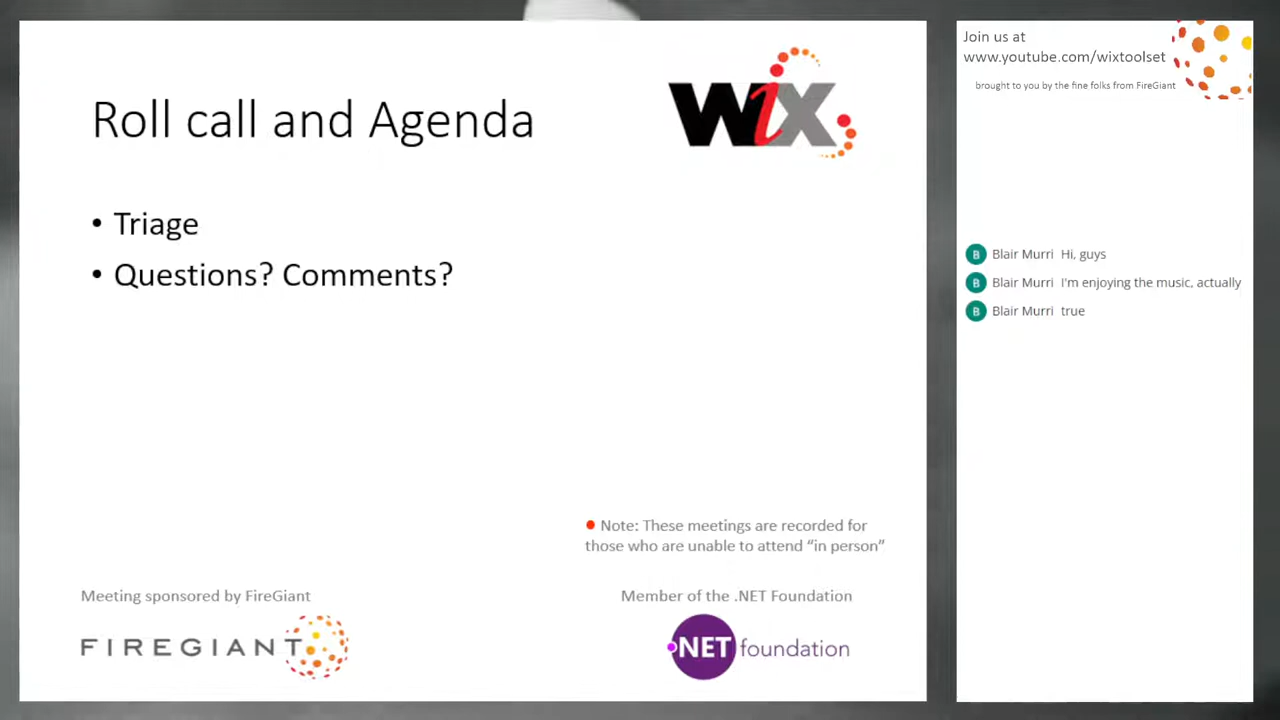 Roll call and Agenda
WiX
• Triage
• Questions? Comments?
Note: These meetings are recorded for
those who are unable to attend “in person”
Meeting sponsored by FireGiant
FIREGIANT
Member of the .NET Foundation
.NET foundation
Join us at
www.youtube.com/wixtoolset
brought to you by the fine folks from FireGiant
B Blair Murri Hi, guys
B Blair Murri I'm enjoying the music, actually
B Blair Murri true